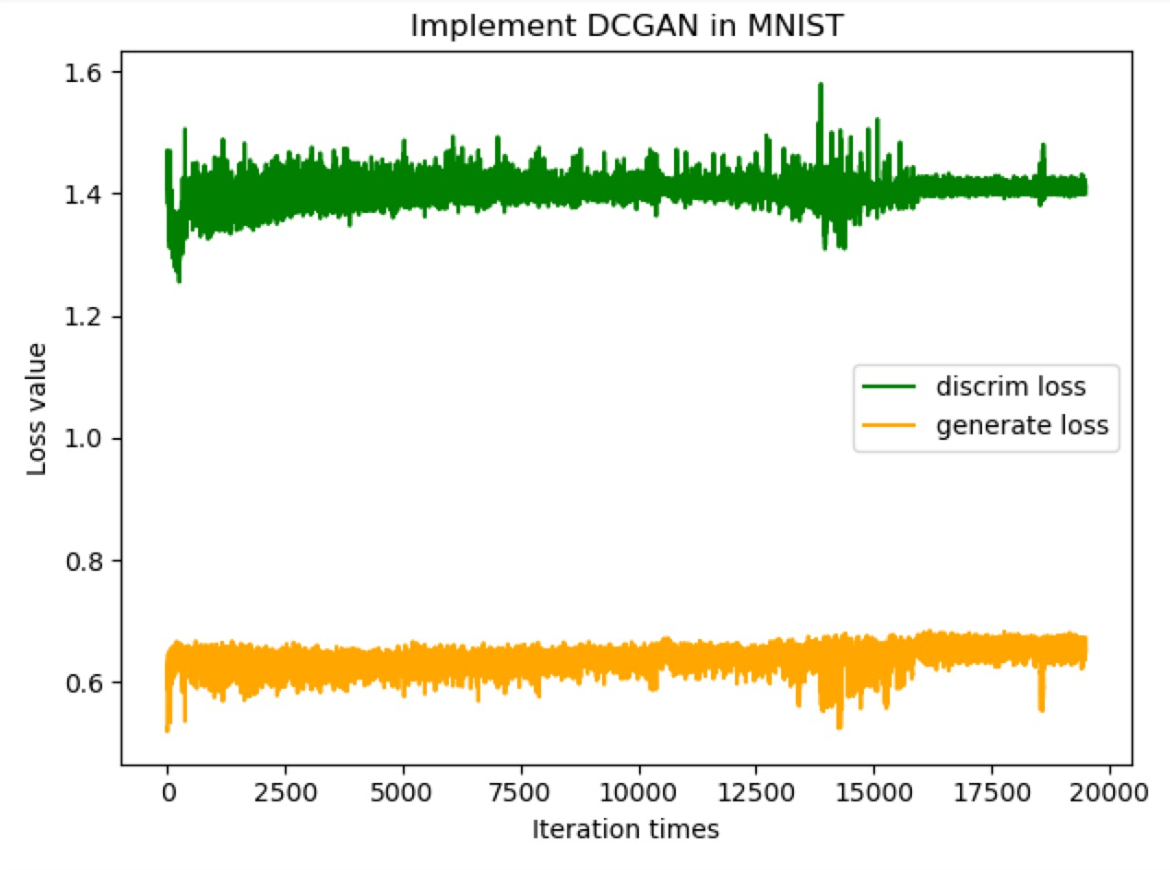 Implement DCGAN in MNIST
1.6
1.4
1.2
1.0
0.8
0.6
Loss value
discrim loss
generate loss
0 2500 5000 7500 10000 12500 15000 17500 20000
Iteration times